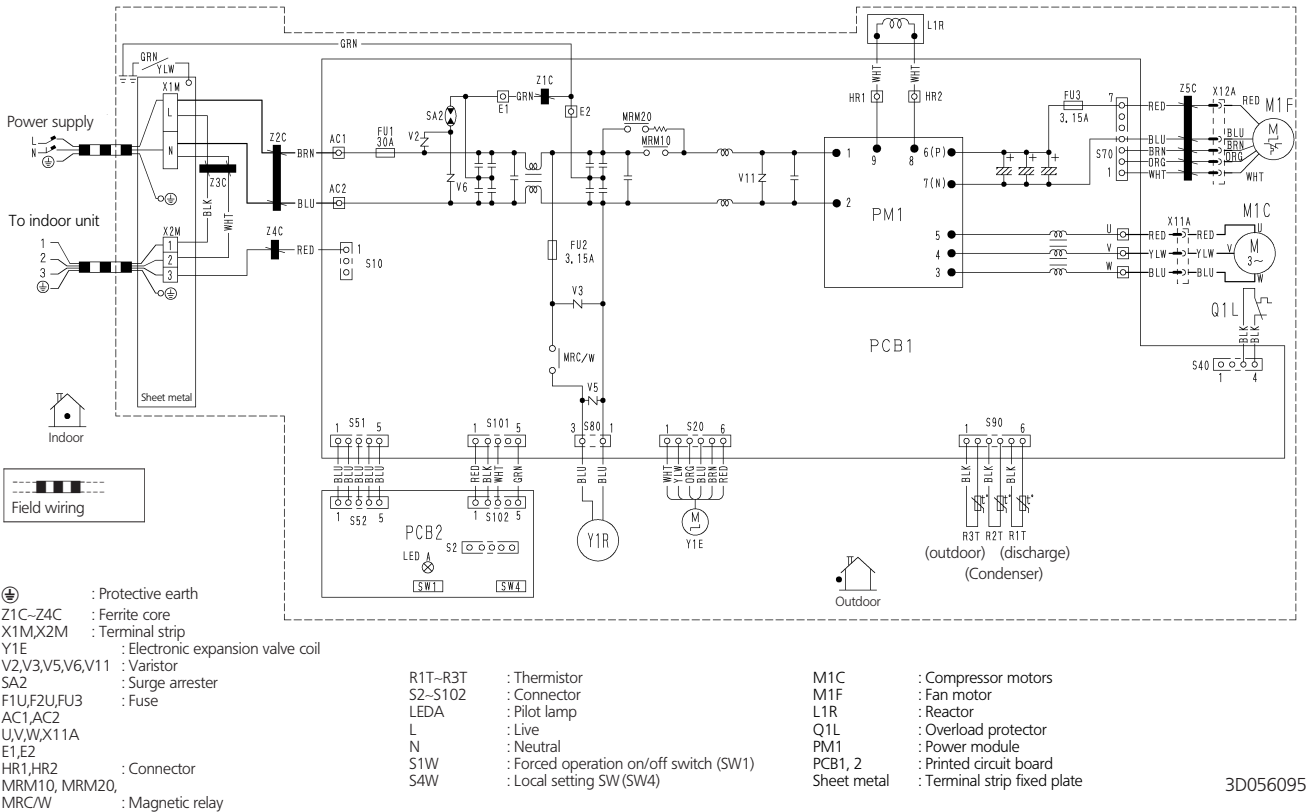 GRN
L1R
GRN
YLW
X1M
L
N
Power supply
L
N
To indoor unit
1
2
3
X2M
1
2
3
Z3C
BLK
WHT
Sheet metal
Z2C
BRN
BLU
Z4C
RED
AC1
AC2
FU1
30A
1
S10
SA2
V2
V6
E1
GRN
Z1C
E2
MRM20
MRM10
V11
FU2
3,15A
V3
MRC/W
V5
WHT
WHT
HR1
HR2
9
8
1
2
6(P)
7(N)
PM1
5
4
3
FU3
3,15A
7
S70
1
RED
BLU
BRN
ORG
WHT
Z5C
X12A
RED
BLU
BRN
ORG
WHT
M1F
M
U
V
W
RED
YLW
BLU
X11A
RED
YLW
BLU
M1C
U
V
W
M
3~
Q1L
BLK
BLK
S40
1
4
PCB1
Indoor
Field wiring
1 S51 5
BLU BLU BLU BLU BLU
1 S52 5
1 S101 5
RED BLK WHT GRN
1 S102 5
PCB2
LED A
S2
SW1
SW4
3 S80 1
BLU
BLU
Y1R
1 S20 6
WHT YLW ORG BLU BRN RED
M
Y1E
1 S90 6
BLK
BLK
BLK
t°
t°
t°
R3T R2T R1T
(outdoor) (discharge)
(Condenser)
Outdoor
: Protective earth
Z1C~Z4C : Ferrite core
X1M,X2M : Terminal strip
Y1E : Electronic expansion valve coil
V2,V3,V5,V6,V11 : Varistor
SA2 : Surge arrester
F1U,F2U,FU3 : Fuse
AC1,AC2
U,V,W,X11A
E1,E2
HR1,HR2 : Connector
MRM10, MRM20,
MRC/W : Magnetic relay
R1T~R3T : Thermistor
S2~S102 : Connector
LEDA : Pilot lamp
L : Live
N : Neutral
S1W : Forced operation on/off switch (SW1)
S4W : Local setting SW (SW4)
M1C : Compressor motors
M1F : Fan motor
L1R : Reactor
Q1L : Overload protector
PM1 : Power module
PCB1, 2 : Printed circuit board
Sheet metal : Terminal strip fixed plate
3D056095